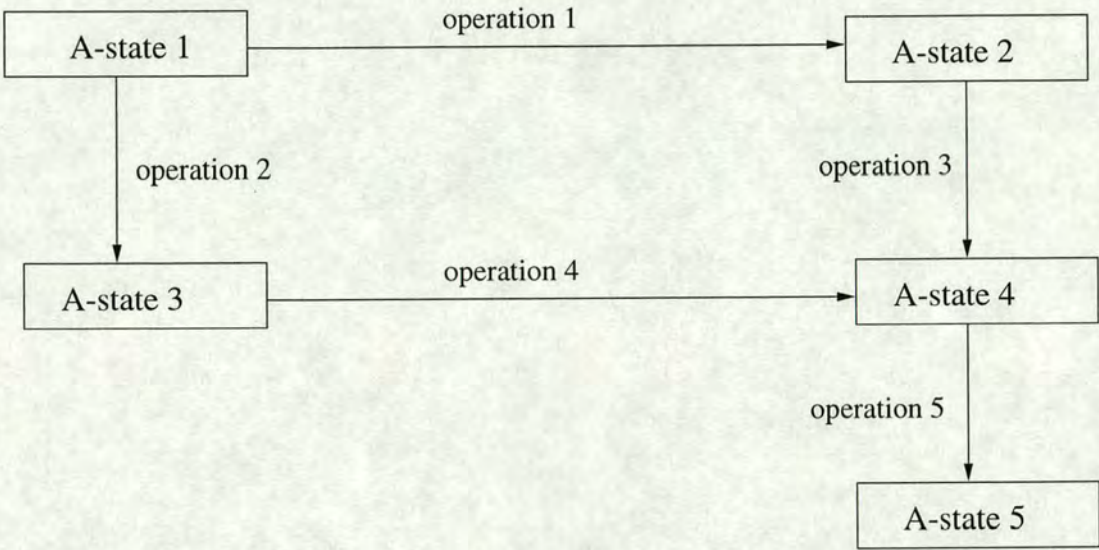 operation 1
A-state 1
A-state 2
operation 2
operation 3
operation 4
A-state 3
A-state 4
operation 5
A-state 5